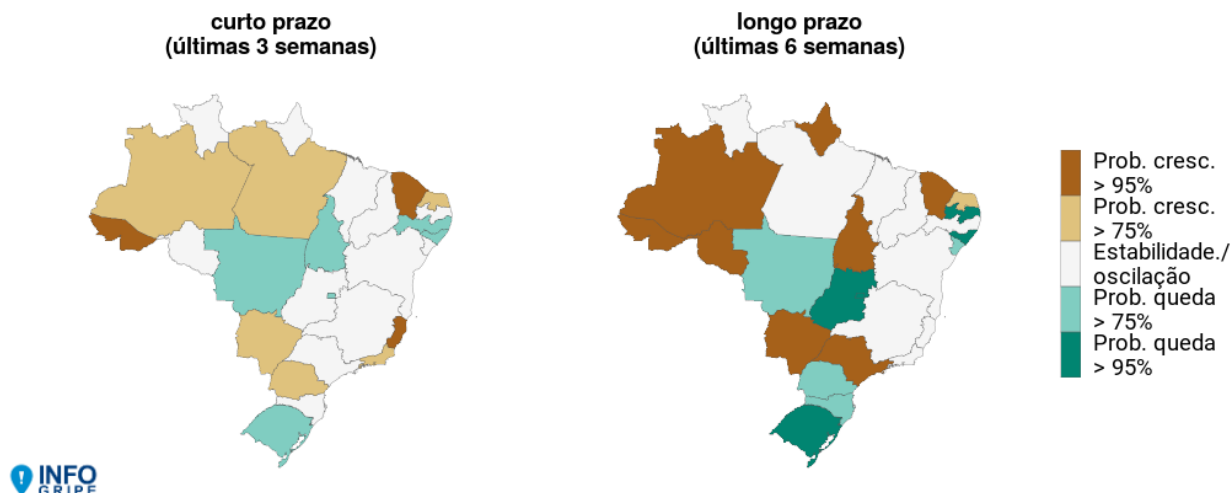 curto prazo
(últimas 3 semanas)
longo prazo
(últimas 6 semanas)
Prob. cresc.
> 95%
Prob. cresc.
> 75%
Estabilidade./
oscilação
Prob. queda
> 75%
Prob. queda
> 95%
INFO
GRIPE